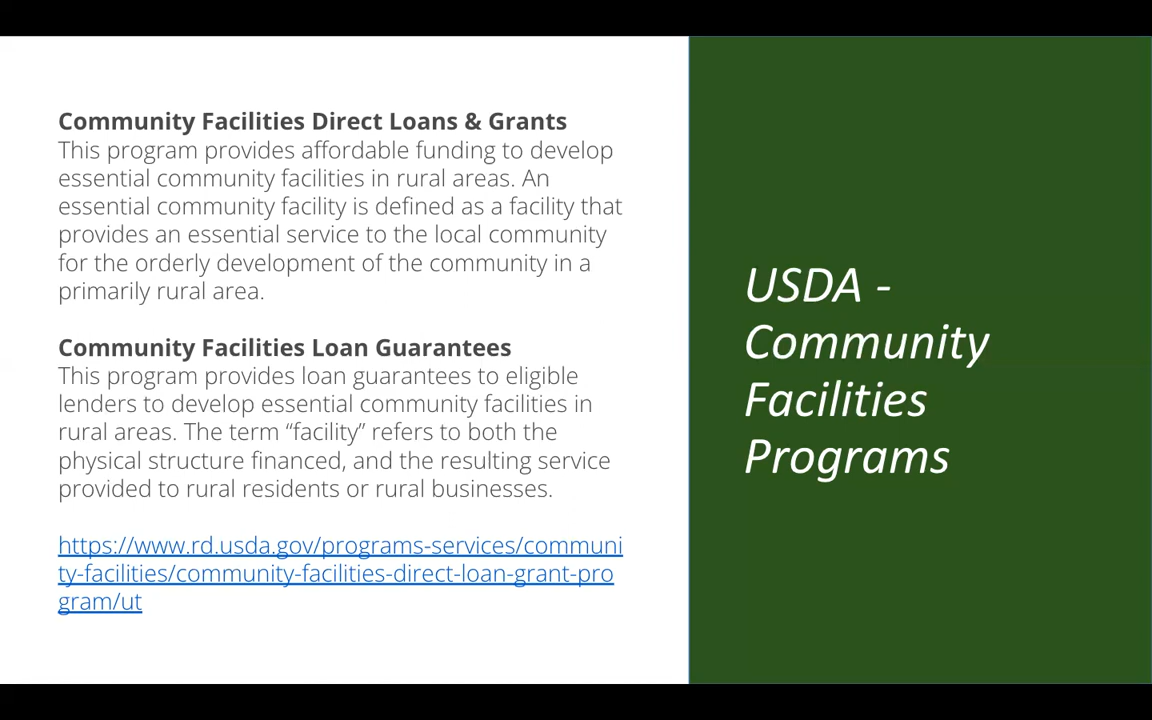 Community Facilities Direct Loans & Grants
This program provides affordable funding to develop
essential community facilities in rural areas. An
essential community facility is defined as a facility that
provides an essential service to the local community
for the orderly development of the community in a
primarily rural area.
Community Facilities Loan Guarantees
This program provides loan guarantees to eligible
lenders to develop essential community facilities in
rural areas. The term “facility” refers to both the
physical structure financed, and the resulting service
provided to rural residents or rural businesses.
https://www.rd.usda.gov/programs-services/communi
ty-facilities/community-facilities-direct-loan-grant-pro
gram/ut
USDA -
Community
Facilities
Programs